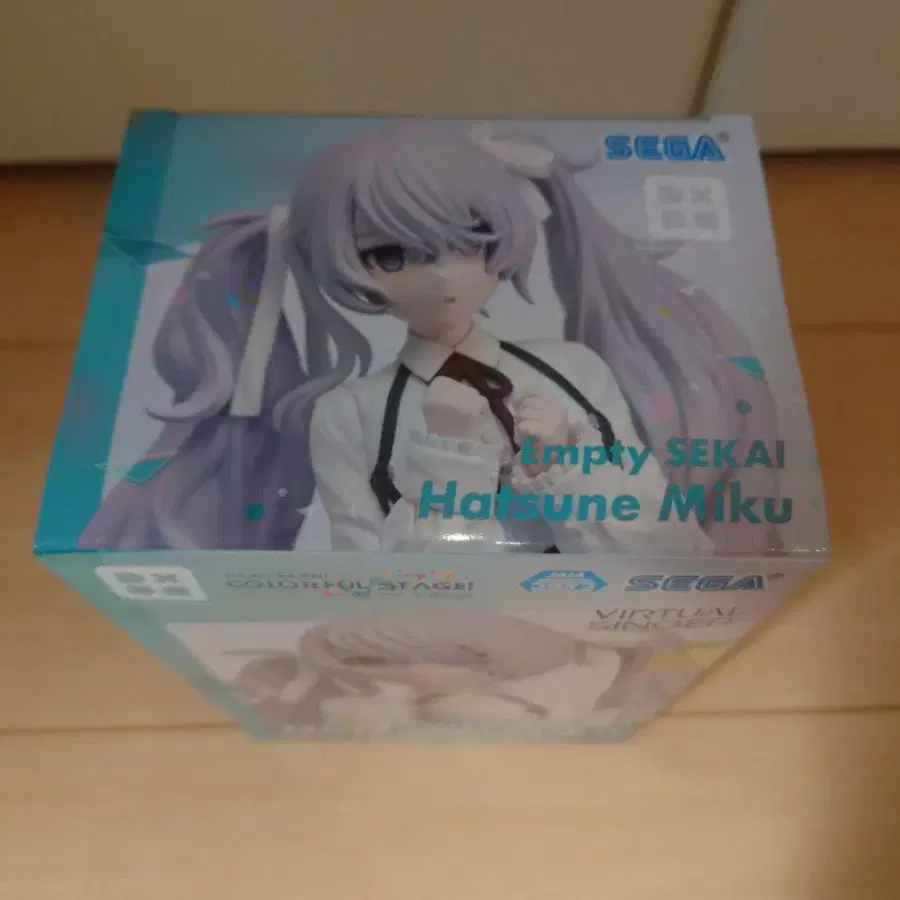 SEGA®
Empty SEKAI
Hatsune Miku
COLORFUL STAGE!
SEGA®
VIRTUAL
SINGER